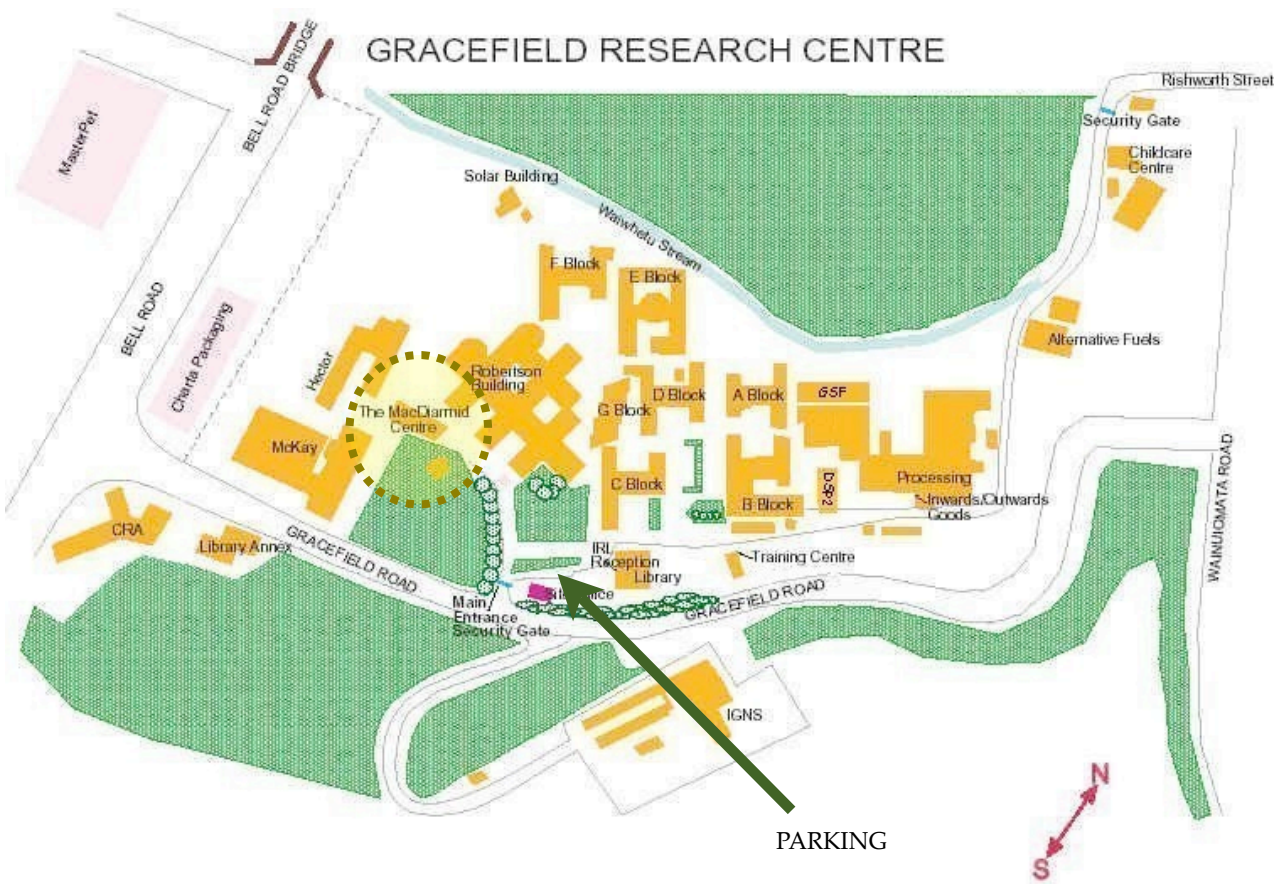 GRACEFIELD RESEARCH CENTRE
BELL ROAD BRIDGE
Rishworth Street
Security Gate
MasterPet
Childcare
Centre
Solar Building
Waiwhetu Stream
F Block
E Block
BELL ROAD
Charta Packaging
Alternative Fuels
Hector
Robertson
Building
D Block
A Block
GSF
G Block
The MacDiarmid
Centre
McKay
WAINUIOMATA ROAD
Processing
C Block
B Block
DSP2
Inwards/Outwards
Goods
CRA
Library Annex
GRACEFIELD ROAD
IRL
Reception
Library
Training Centre
Main
Entrance
Security Gate
GRACEFIELD ROAD
IGNS
N
S
PARKING